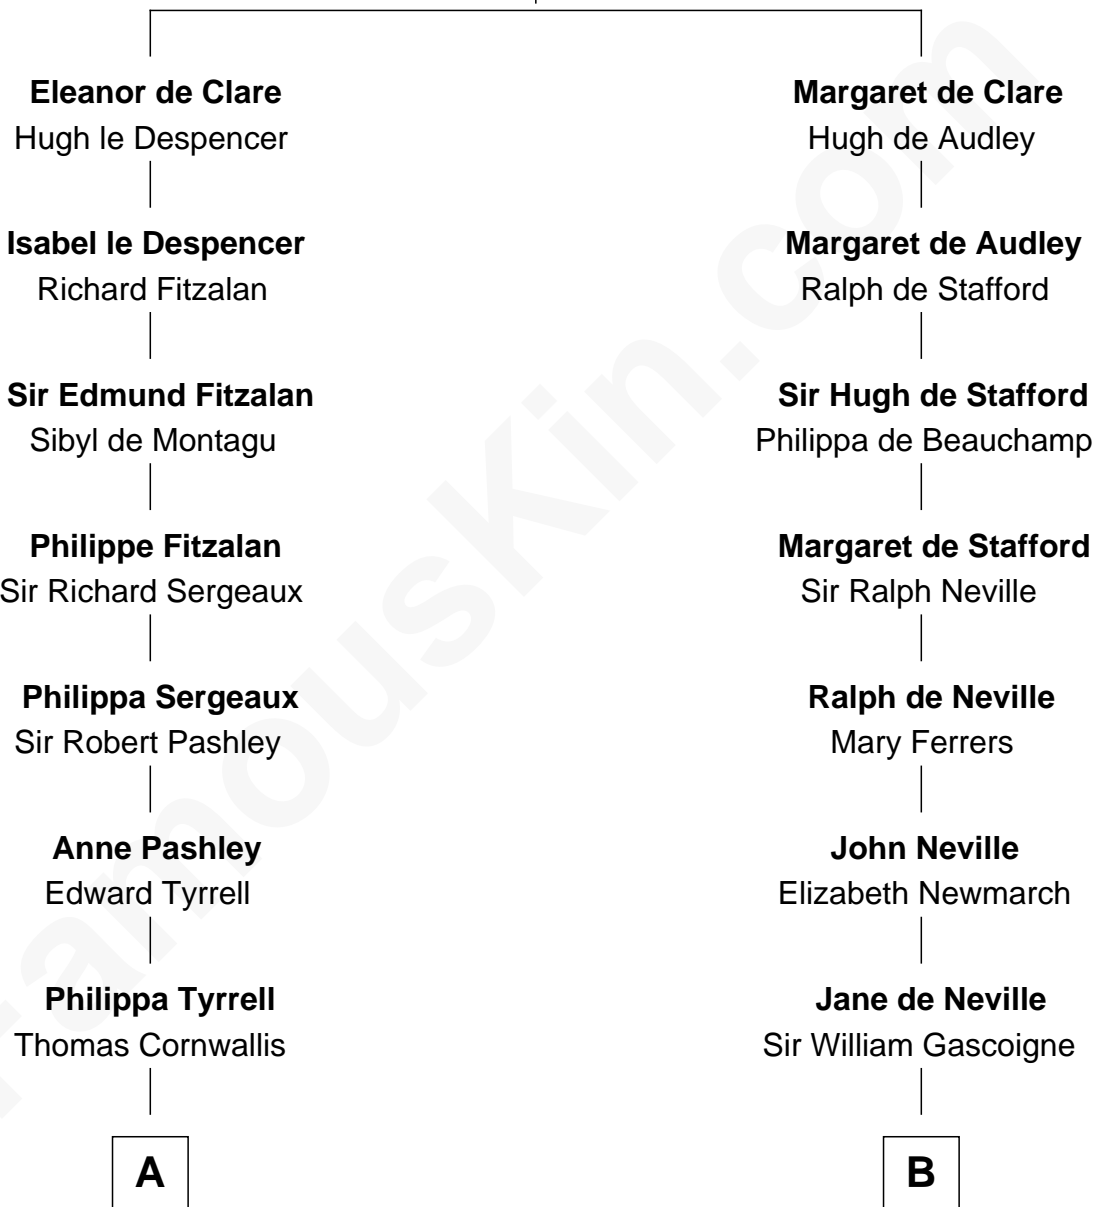 Eleanor de Clare
Hugh le Despencer
Isabel le Despencer
Richard Fitzalan
Sir Edmund Fitzalan
Sibyl de Montagu
Philippe Fitzalan
Sir Richard Sergeaux
Philippa Sergeaux
Sir Robert Pashley
Anne Pashley
Edward Tyrrell
Philippa Tyrrell
Thomas Cornwallis
A
Margaret de Clare
Hugh de Audley
Margaret de Audley
Ralph de Stafford
Sir Hugh de Stafford
Philippa de Beauchamp
Margaret de Stafford
Sir Ralph Neville
Ralph de Neville
Mary Ferrers
John Neville
Elizabeth Newmarch
Jane de Neville
Sir William Gascoigne
B
FamousKin.com